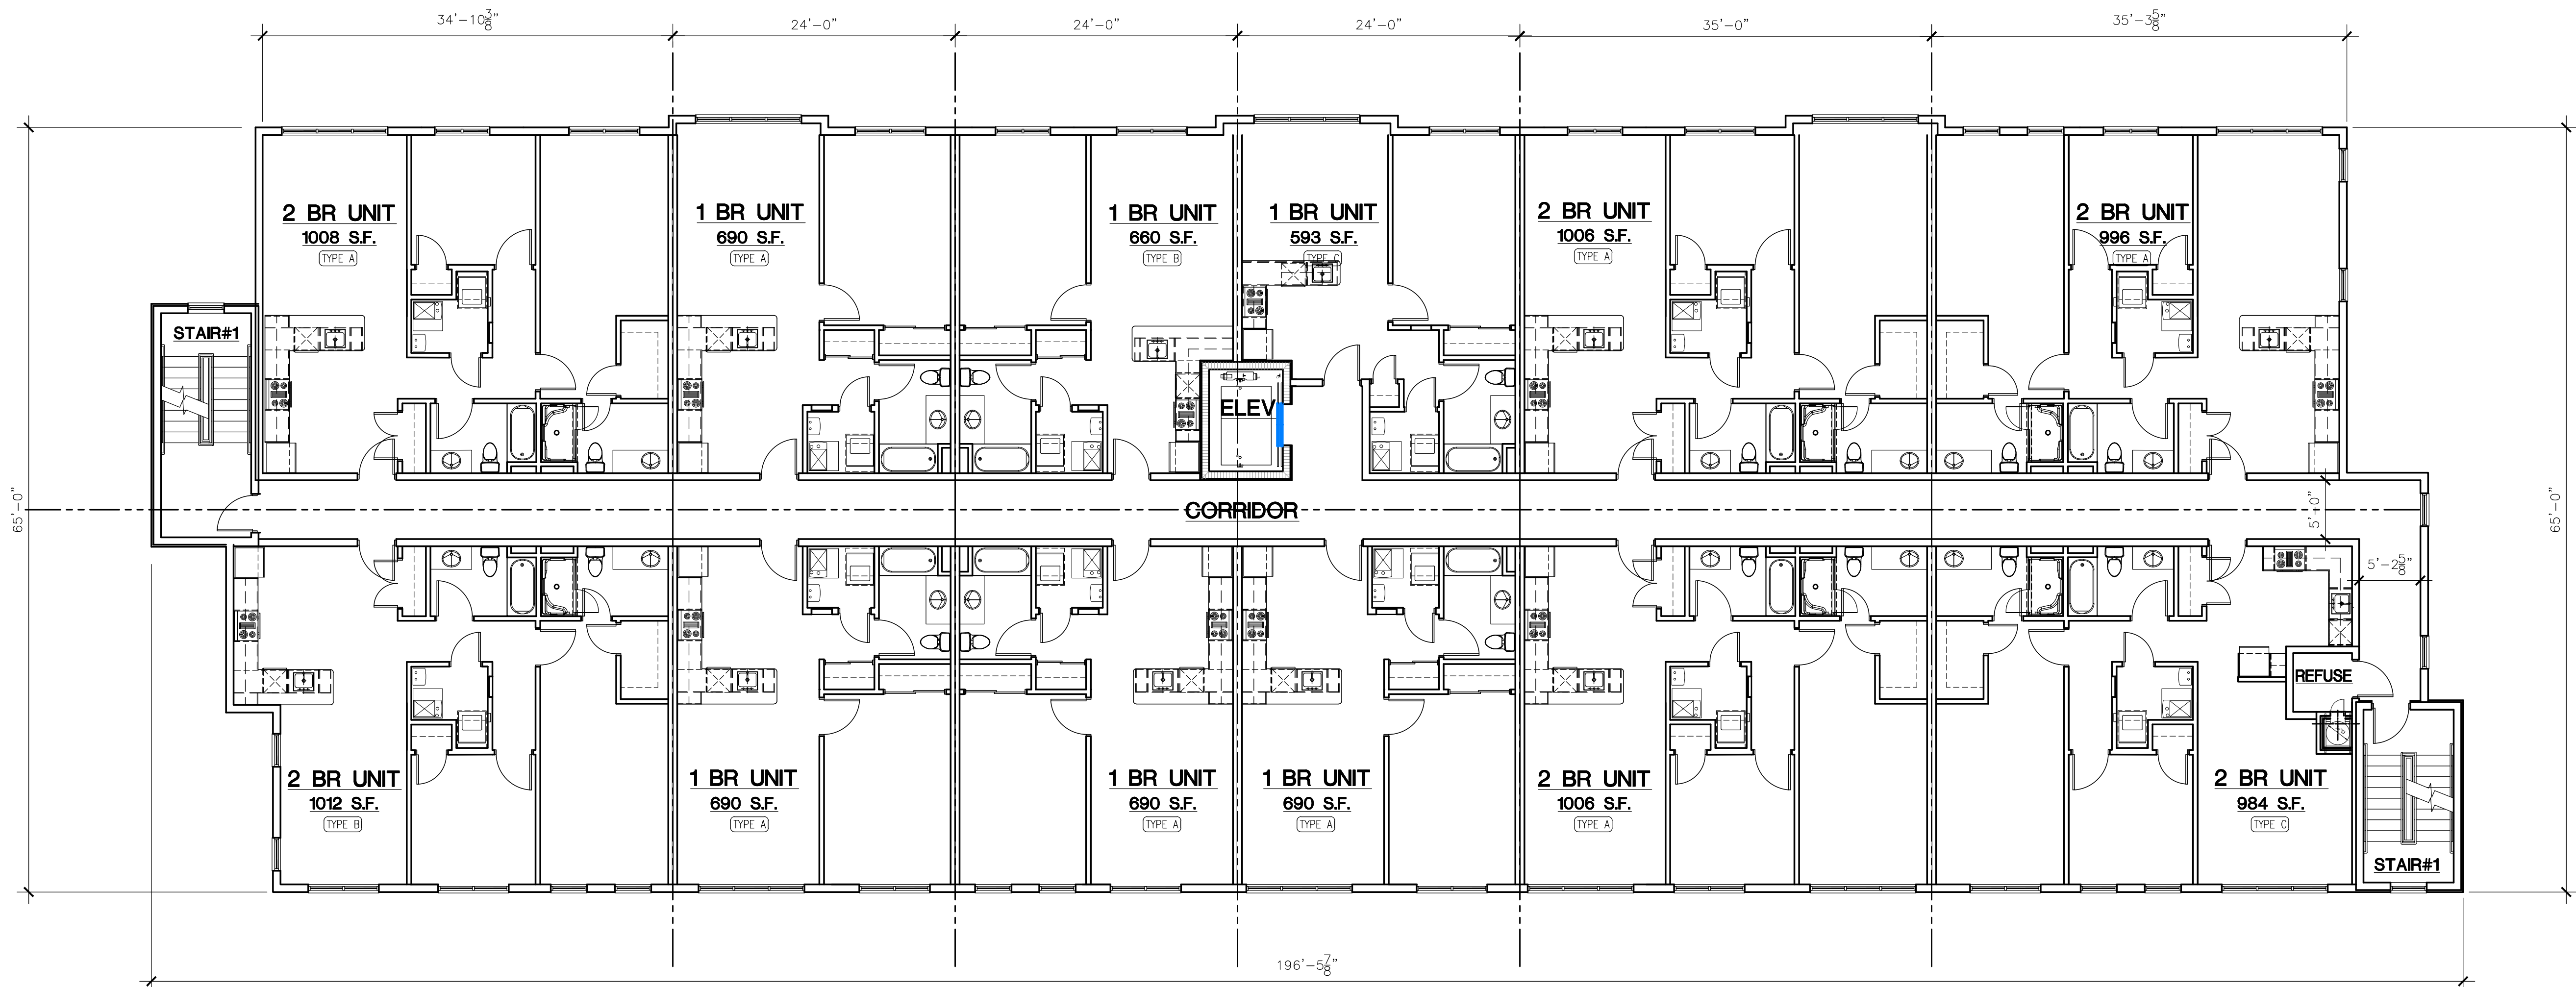 34'-10 3/8"
24'-0"
24'-0"
24'-0"
35'-0"
35'-3 5/8"
2 BR UNIT
1008 S.F.
TYPE A
1 BR UNIT
690 S.F.
TYPE A
1 BR UNIT
660 S.F.
TYPE B
1 BR UNIT
593 S.F.
TYPE C
2 BR UNIT
1006 S.F.
TYPE A
2 BR UNIT
996 S.F.
TYPE A
STAIR#1
ELEV
65'-0"
CORRIDOR
5'-0"
65'-0"
5'-2 5/8"
REFUSE
2 BR UNIT
1012 S.F.
TYPE B
1 BR UNIT
690 S.F.
TYPE A
1 BR UNIT
690 S.F.
TYPE A
1 BR UNIT
690 S.F.
TYPE A
2 BR UNIT
1006 S.F.
TYPE A
2 BR UNIT
984 S.F.
TYPE C
STAIR#1
196'-5 7/8"